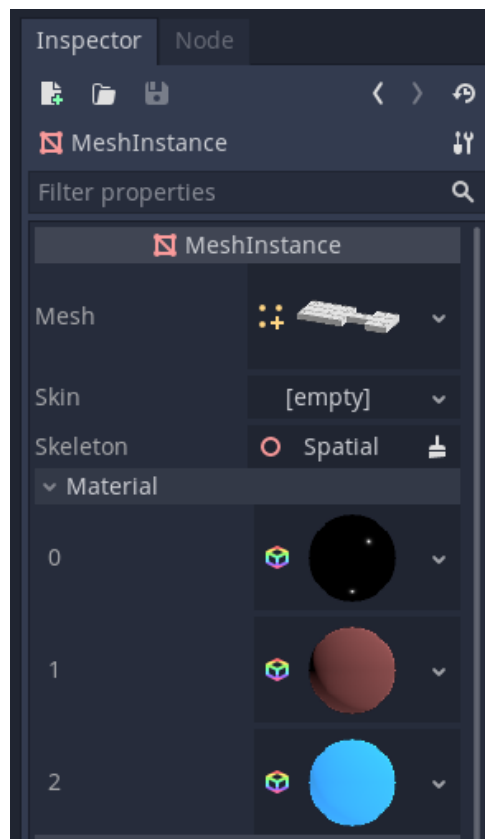 Inspector Node
MeshInstance
Filter properties
MeshInstance
Mesh
Skin [empty]
Skeleton Spatial
Material
0
1
2